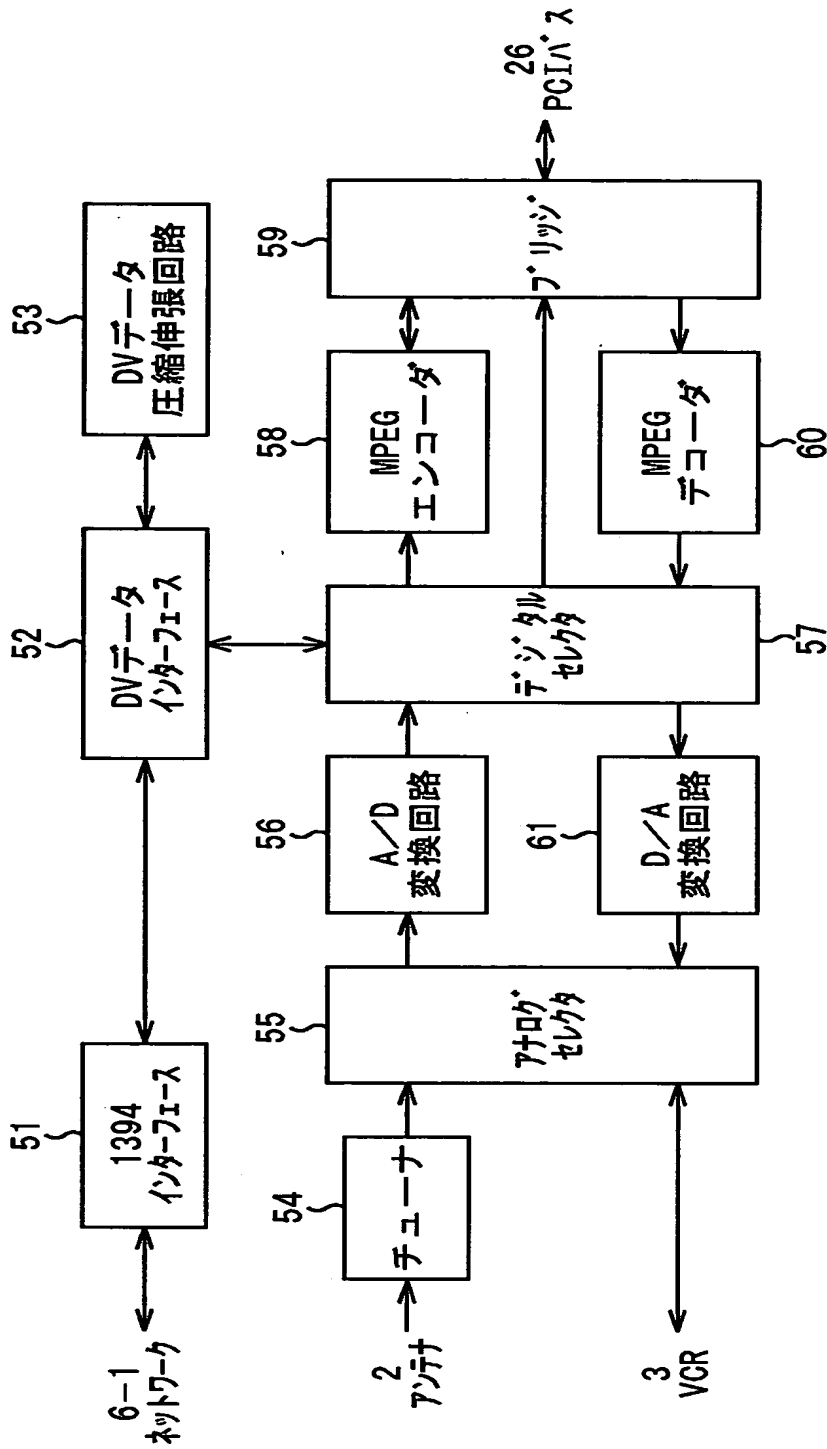 6-1
ネットワーク
51
1394
インターフェース
52
DVデータ
インターフェース
53
DVデータ
圧縮伸張回路
2
アンテナ
54
チューナ
3
VCR
55
アナログ
セレクタ
56
A/D
変換回路
61
D/A
変換回路
57
デジタル
セレクタ
58
MPEG
エンコーダ
60
MPEG
デコーダ
59
ブリッジ
26
PCIバス